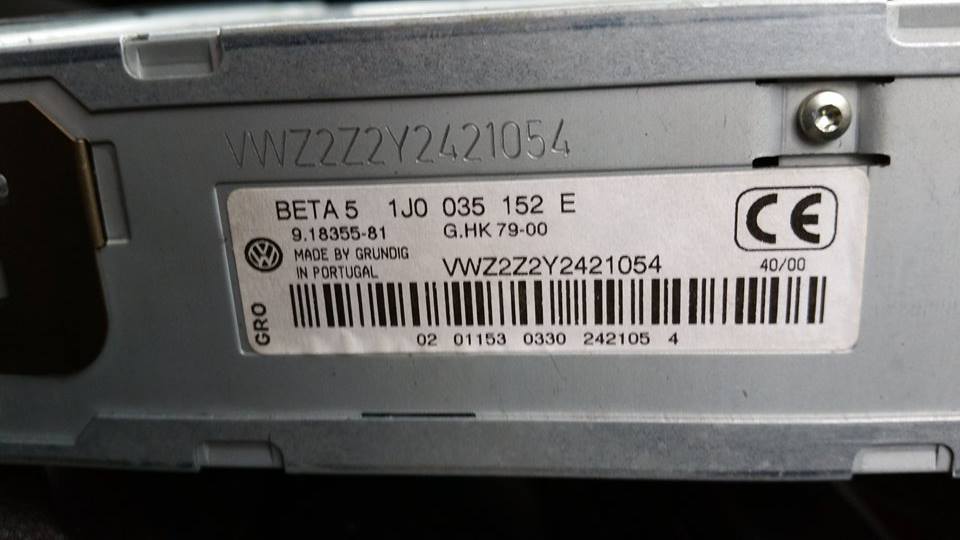 VWZ2Z2Y2421054
BETA 5 1J0 035 152 E
9.18355-81 G.HK 79-00
MADE BY GRUNDIG
IN PORTUGAL
VWZ2Z2Y2421054
CE
40/00
GRO
02 01153 0330 242105 4